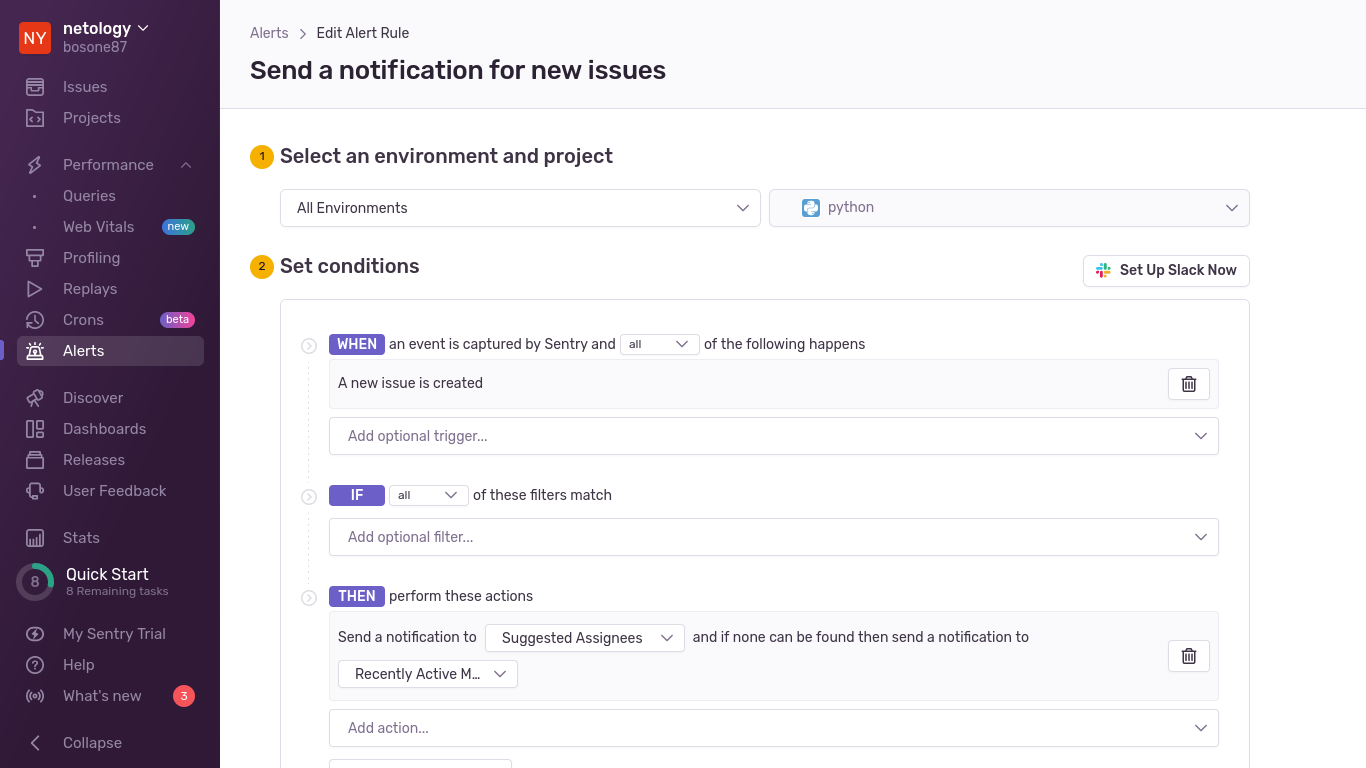 NY
netology
bosone87
Issues
Projects
Performance
Queries
Web Vitals new
Profiling
Replays
Crons beta
Alerts
Discover
Dashboards
Releases
User Feedback
Stats
8
Quick Start
8 Remaining tasks
My Sentry Trial
Help
What's new 3
Collapse
Alerts Edit Alert Rule
Send a notification for new issues
1 Select an environment and project
All Environments python
2 Set conditions Set Up Slack Now
WHEN an event is captured by Sentry and all of the following happens
A new issue is created
Add optional trigger...
IF all of these filters match
Add optional filter...
THEN perform these actions
Send a notification to Suggested Assignees and if none can be found then send a notification to
Recently Active M...
Add action...